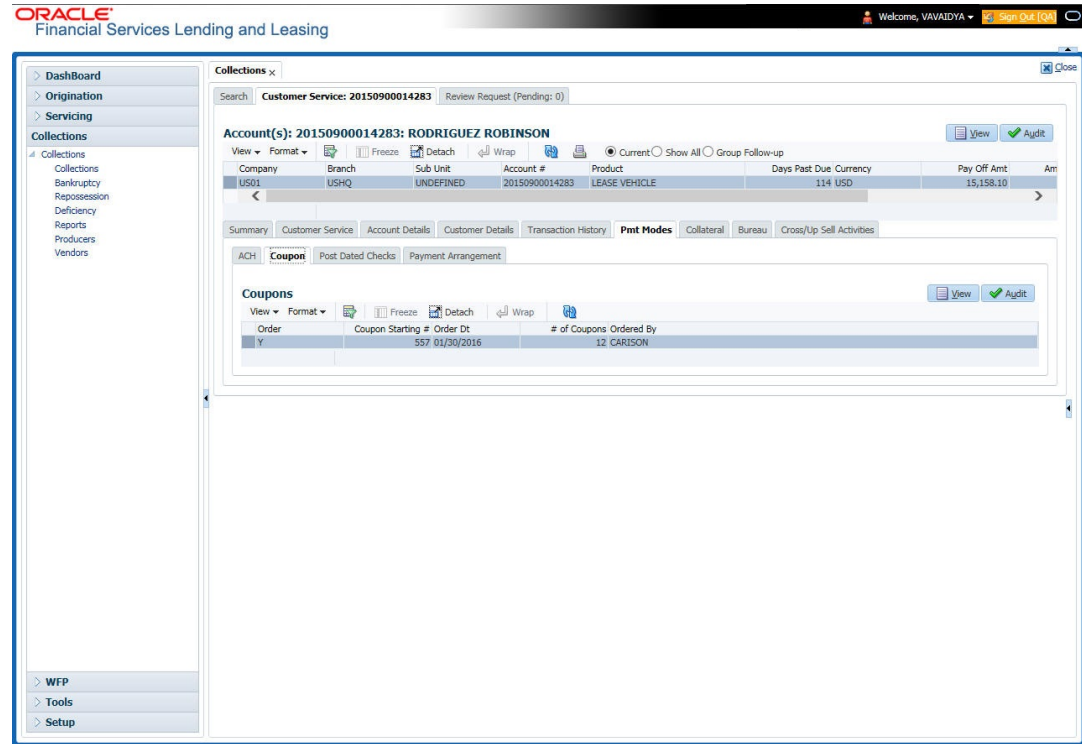 ORACLE
Financial Services Lending and Leasing
Welcome, VAVAIDYA
Sign Out [QA]
DashBoard
Origination
Servicing
Collections
Collections
Collections
Bankruptcy
Repossession
Deficiency
Reports
Producers
Vendors
WFP
Tools
Setup
Collections x
Close
Search Customer Service: 20150900014283 Review Request (Pending: 0)
Account(s): 20150900014283: RODRIGUEZ ROBINSON
View Audit
View Format Freeze Detach Wrap Current Show All Group Follow-up
Company Branch Sub Unit Account # Product Days Past Due Currency Pay Off Amt Am
US01 USHQ UNDEFINED 20150900014283 LEASE VEHICLE 114 USD 15,158.10
Summary Customer Service Account Details Customer Details Transaction History Pmt Modes Collateral Bureau Cross/Up Sell Activities
ACH Coupon Post Dated Checks Payment Arrangement
Coupons
View Audit
View Format Freeze Detach Wrap
Order Coupon Starting # Order Dt # of Coupons Ordered By
Y 557 01/30/2016 12 CARISON